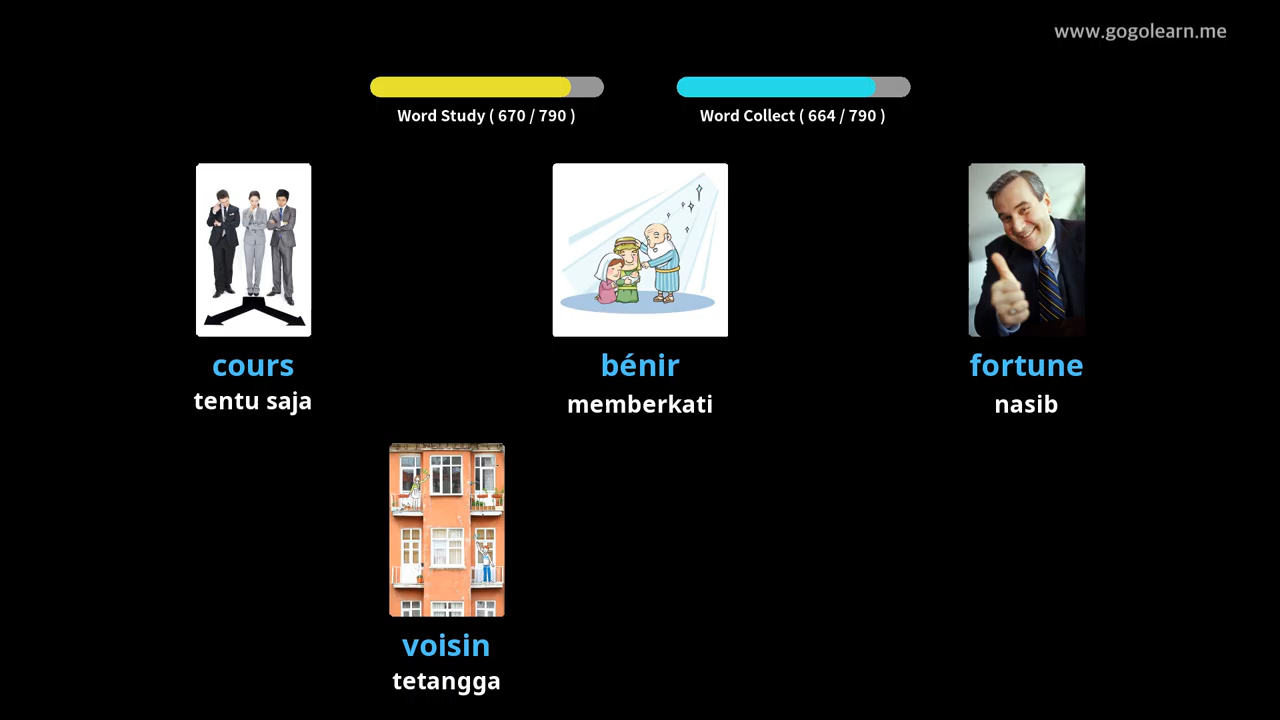 www.gogolearn.me
Word Study ( 670 / 790 )
Word Collect ( 664 / 790 )
cours
tentu saja
bénir
memberkati
fortune
nasib
voisin
tetangga